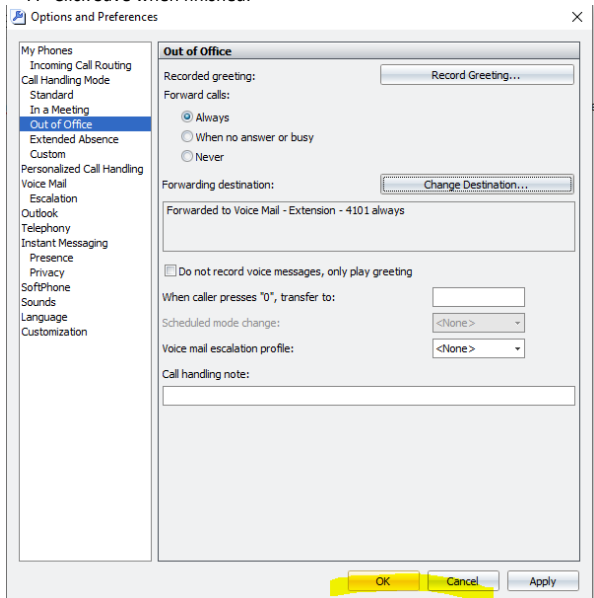 Click save when finished.
Options and Preferences
My Phones
Incoming Call Routing
Call Handling Mode
Standard
In a Meeting
Out of Office
Extended Absence
Custom
Personalized Call Handling
Voice Mail
Escalation
Outlook
Telephony
Instant Messaging
Presence
Privacy
SoftPhone
Sounds
Language
Customization
Out of Office
Recorded greeting: Record Greeting...
Forward calls:
Always
When no answer or busy
Never
Forwarding destination: Change Destination...
Forwarded to Voice Mail - Extension - 4101 always
Do not record voice messages, only play greeting
When caller presses "0", transfer to:
Scheduled mode change: <None>
Voice mail escalation profile: <None>
Call handling note:
OK Cancel Apply